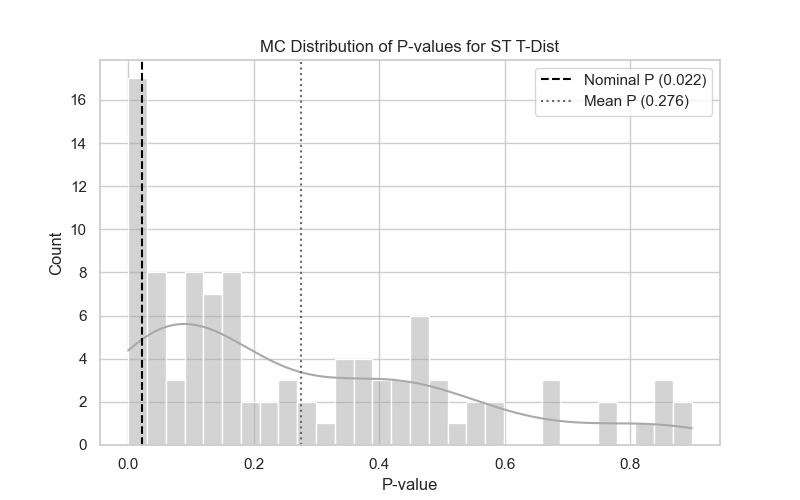 MC Distribution of P-values for ST T-Dist
Nominal P (0.022)
Mean P (0.276)
16
14
12
10
8
6
4
2
0
Count
0.0 0.2 0.4 0.6 0.8
P-value